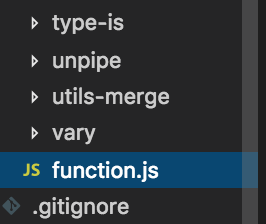 type-is
unpipe
utils-merge
vary
JS function.js
.gitignore